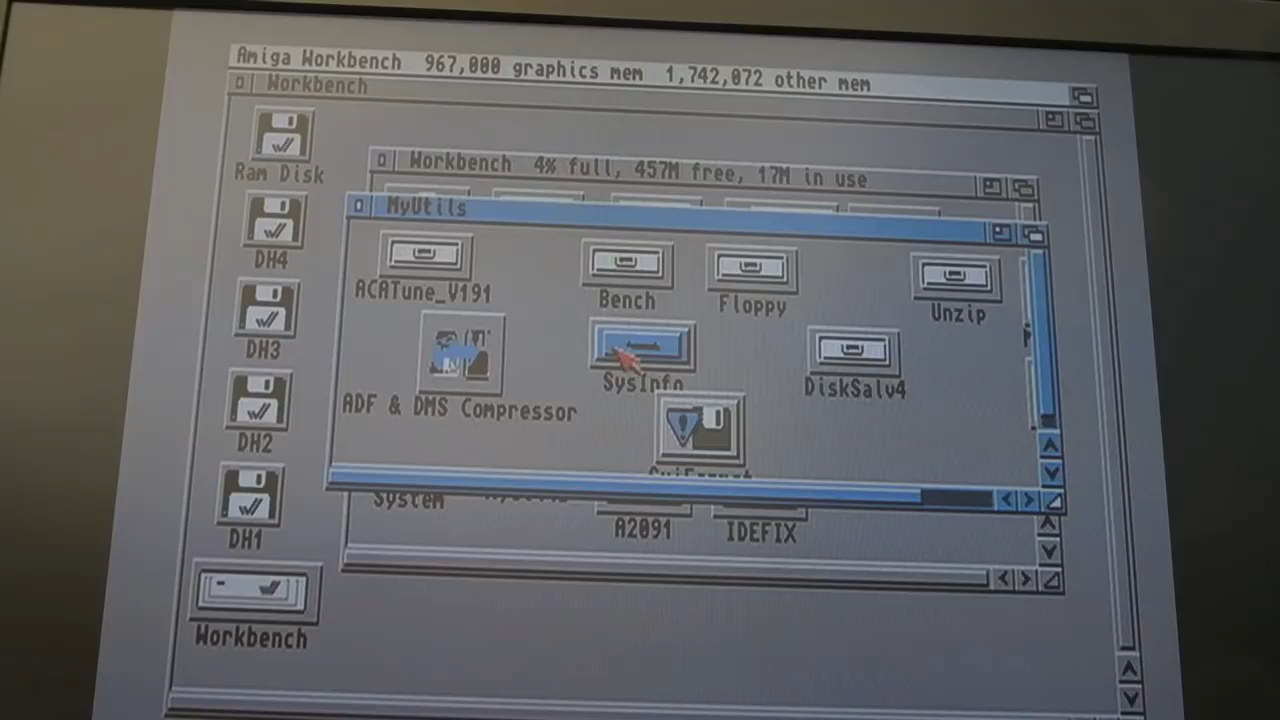 Amiga Workbench 967,000 graphics mem 1,742,072 other mem
Workbench
Ram Disk
DH4
DH3
DH2
DH1
Workbench
Workbench 4% full, 457M free, 17M in use
MyUtils
ACATune_V191
Bench
Floppy
Unzip
ADF & DMS Compressor
SysInfo
DiskSalv4
System
A2091
IDEFIX